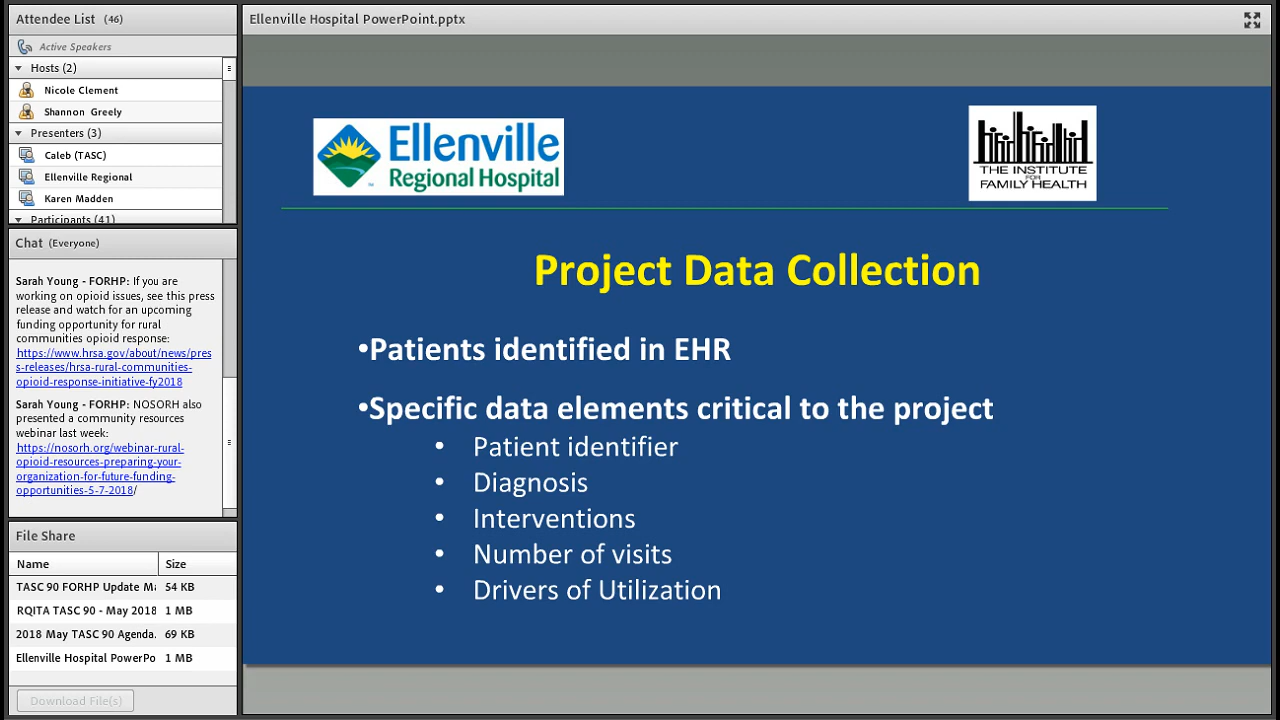 Attendee List (46)
Active Speakers
Hosts (2)
Nicole Clement
Shannon Greely
Presenters (3)
Caleb (TASC)
Ellenville Regional
Karen Madden
Participants (41)
Chat (Everyone)
Sarah Young - FORHP: If you are
working on opioid issues, see this press
release and watch for an upcoming
funding opportunity for rural
communities opioid response:
https://www.hrsa.gov/about/news/pres
s-releases/hrsa-rural-communities-
opioid-response-initiative-fy2018
Sarah Young - FORHP: NOSORH also
presented a community resources
webinar last week:
https://nosorh.org/webinar-rural-
opioid-resources-preparing-your-
organization-for-future-funding-
opportunities-5-7-2018/
File Share
Name Size
TASC 90 FORHP Update Ma 54 KB
RQITA TASC 90 - May 2018 1 MB
2018 May TASC 90 Agenda. 69 KB
Ellenville Hospital PowerPo 1 MB
Download File(s)
Ellenville Hospital PowerPoint.pptx
Ellenville
Regional Hospital
THE INSTITUTE
FOR
FAMILY HEALTH
Project Data Collection
•Patients identified in EHR
•Specific data elements critical to the project
• Patient identifier
• Diagnosis
• Interventions
• Number of visits
• Drivers of Utilization